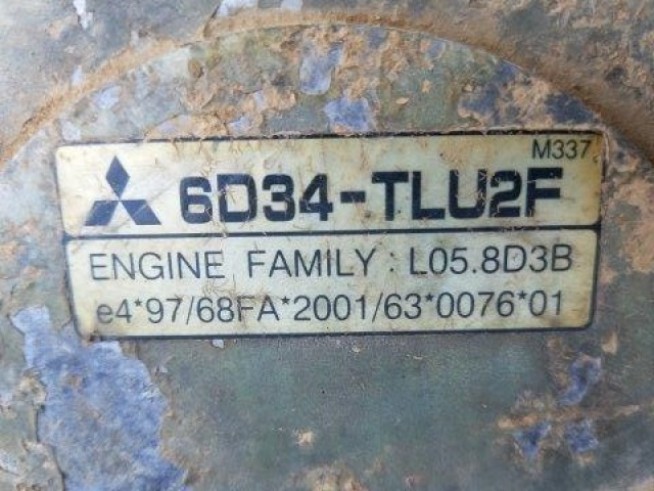 M337
6D34-TLU2F
ENGINE FAMILY : L05.8D3B
e4*97/68FA*2001/63*0076*01